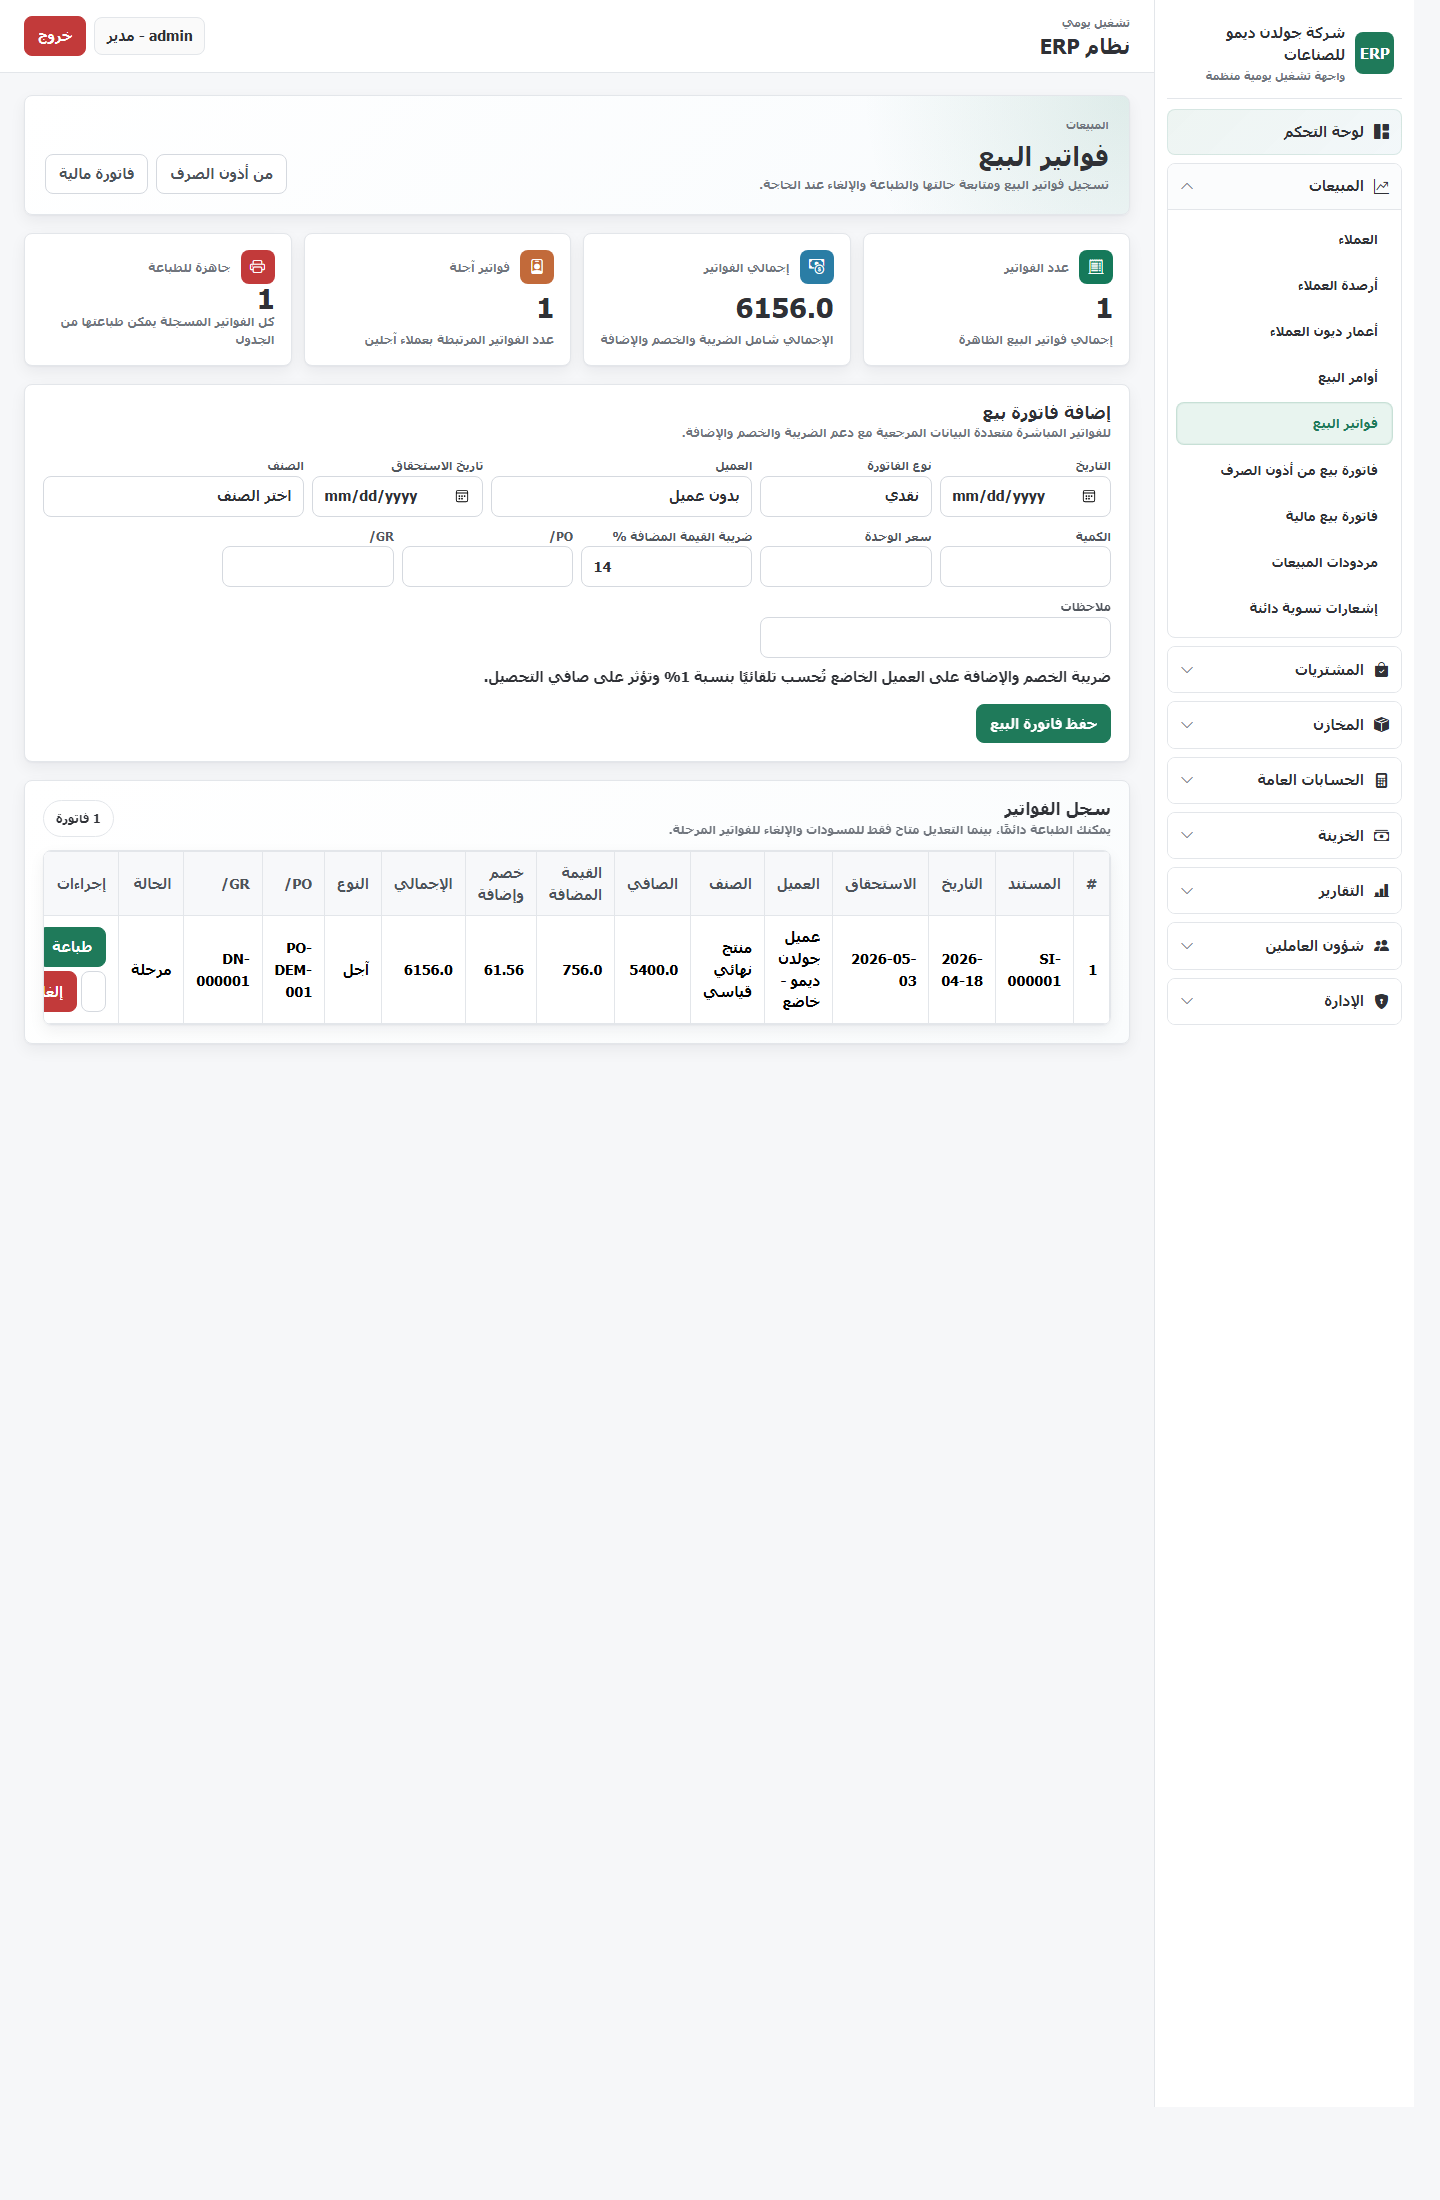 شركة جولدن ديمو
للصناعات
واجهة تشغيل يومية منظمة
ERP
لوحة التحكم
المبيعات
العملاء
أرصدة العملاء
أعمار ديون العملاء
أوامر البيع
فواتير البيع
فاتورة بيع من أذون الصرف
فاتورة بيع مالية
مردودات المبيعات
إشعارات تسوية دائنة
المشتريات
المخازن
الحسابات العامة
الخزينة
التقارير
شؤون العاملين
الإدارة
تشغيل يومي
نظام ERP
admin - مدير
خروج
المبيعات
فواتير البيع
تسجيل فواتير البيع ومتابعة حالتها والطباعة والإلغاء عند الحاجة.
من أذون الصرف
فاتورة مالية
عدد الفواتير
1
إجمالي فواتير البيع الظاهرة
إجمالي الفواتير
6156.0
الإجمالي شامل الضريبة والخصم والإضافة
فواتير آجلة
1
عدد الفواتير المرتبطة بعملاء آجلين
جاهزة للطباعة
1
كل الفواتير المسجلة يمكن طباعتها من
الجدول
إضافة فاتورة بيع
للفواتير المباشرة متعددة البيانات المرجعية مع دعم الضريبة والخصم والإضافة.
التاريخ
نوع الفاتورة
العميل
تاريخ الاستحقاق
الصنف
mm/dd/yyyy
نقدي
بدون عميل
mm/dd/yyyy
اختر الصنف
الكمية
سعر الوحدة
ضريبة القيمة المضافة %
PO/
GR/
14
ملاحظات
ضريبة الخصم والإضافة على العميل الخاضع تُحسب تلقائيًا بنسبة 1% وتؤثر على صافي التحصيل.
حفظ فاتورة البيع
سجل الفواتير
يمكنك الطباعة دائمًا، بينما التعديل متاح فقط للمسودات والإلغاء للفواتير المرحلة.
1 فاتورة
# المستند التاريخ الاستحقاق العميل الصنف الصافي القيمة المضافة خصم وإضافة الإجمالي النوع PO/ GR/ الحالة إجراءات
1
SI-
000001
2026-
04-18
2026-05-
03
عميل
جولدن
ديمو -
خاضع
منتج
نهائي
قياسي
5400.0
756.0
61.56
6156.0
آجل
PO-
DEM-
001
DN-
000001
مرحلة
طباعة